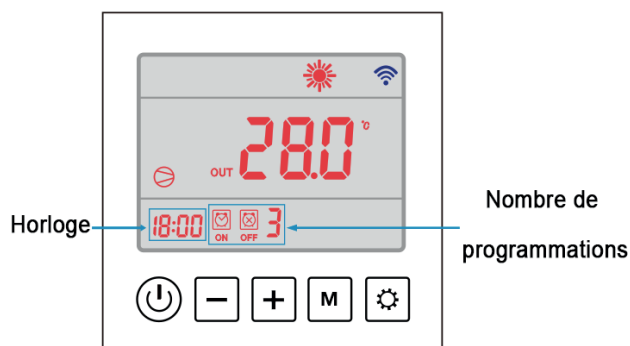 28.0 °C
OUT
Horloge
18:00
ON OFF
3
Nombre de
programmations
M